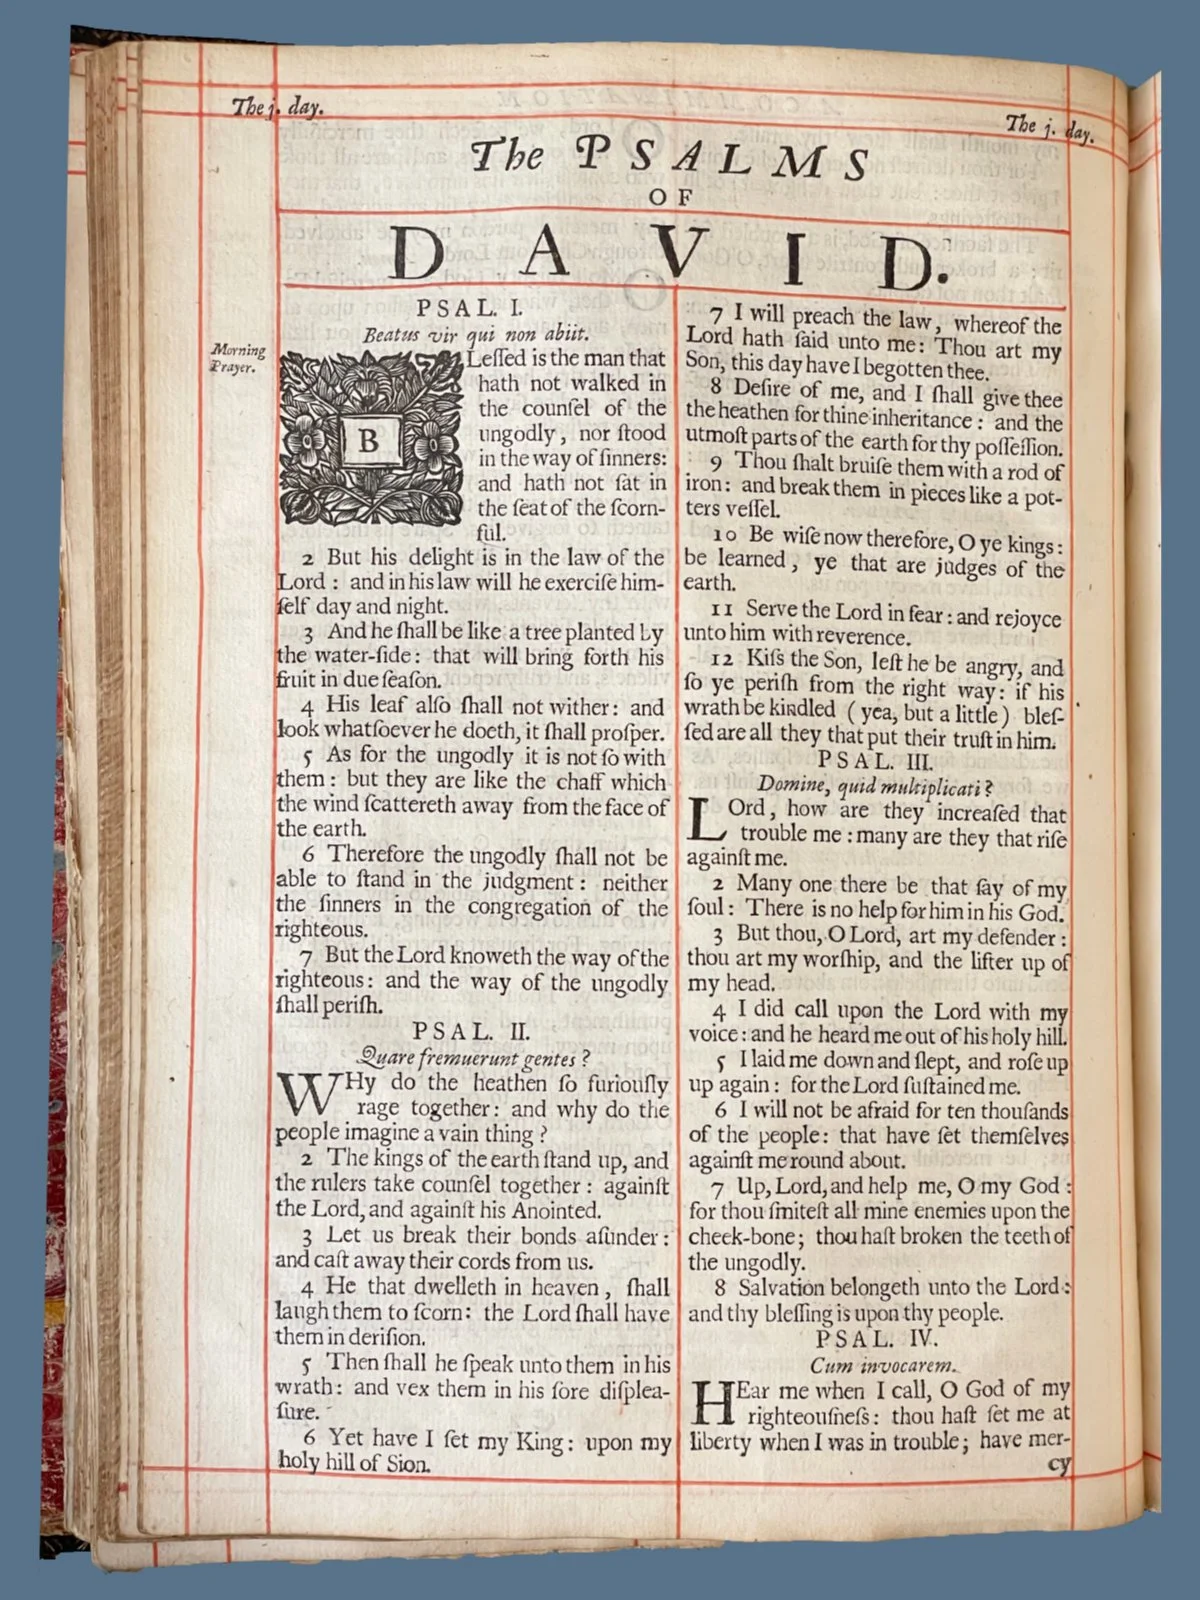 The j. day.
The j. day.
The PSALMS
OF
DAVID.
PSAL. I.
Beatus vir qui non abiit.
Morning
Prayer.
BLeſſed is the man that
hath not walked in
the counſel of the
ungodly, nor ſtood
in the way of ſinners:
and hath not ſat in
the ſeat of the ſcorn-
ful.
2 But his delight is in the law of the
Lord: and in his law will he exerciſe him-
ſelf day and night.
3 And he ſhall be like a tree planted by
the water-ſide: that will bring forth his
fruit in due ſeaſon.
4 His leaf alſo ſhall not wither: and
look whatſoever he doeth, it ſhall proſper.
5 As for the ungodly it is not ſo with
them: but they are like the chaff which
the wind ſcattereth away from the face of
the earth.
6 Therefore the ungodly ſhall not be
able to ſtand in the judgment: neither
the ſinners in the congregation of the
righteous.
7 But the Lord knoweth the way of the
righteous: and the way of the ungodly
ſhall periſh.
PSAL. II.
Quare fremuerunt gentes?
WHy do the heathen ſo furiouſly
rage together: and why do the
people imagine a vain thing?
2 The kings of the earth ſtand up, and
the rulers take counſel together: againſt
the Lord, and againſt his Anointed.
3 Let us break their bonds aſunder:
and caſt away their cords from us.
4 He that dwelleth in heaven, ſhall
laugh them to ſcorn: the Lord ſhall have
them in deriſion.
5 Then ſhall he ſpeak unto them in his
wrath: and vex them in his ſore diſplea-
ſure.
6 Yet have I ſet my King: upon my
holy hill of Sion.
7 I will preach the law, whereof the
Lord hath ſaid unto me: Thou art my
Son, this day have I begotten thee.
8 Deſire of me, and I ſhall give thee
the heathen for thine inheritance: and the
utmoſt parts of the earth for thy poſſeſſion.
9 Thou ſhalt bruiſe them with a rod of
iron: and break them in pieces like a pot-
ters veſſel.
10 Be wiſe now therefore, O ye kings:
be learned, ye that are judges of the
earth.
11 Serve the Lord in fear: and rejoyce
unto him with reverence.
12 Kiſs the Son, leſt he be angry, and
ſo ye periſh from the right way: if his
wrath be kindled (yea, but a little) bleſ-
ſed are all they that put their truſt in him.
PSAL. III.
Domine, quid multiplicati?
LOrd, how are they increaſed that
trouble me: many are they that riſe
againſt me.
2 Many one there be that ſay of my
ſoul: There is no help for him in his God.
3 But thou, O Lord, art my defender:
thou art my worſhip, and the lifter up of
my head.
4 I did call upon the Lord with my
voice: and he heard me out of his holy hill.
5 I laid me down and ſlept, and roſe up
up again: for the Lord ſuſtained me.
6 I will not be afraid for ten thouſands
of the people: that have ſet themſelves
againſt me round about.
7 Up, Lord, and help me, O my God:
for thou ſmiteſt all mine enemies upon the
cheek-bone; thou haſt broken the teeth of
the ungodly.
8 Salvation belongeth unto the Lord:
and thy bleſſing is upon thy people.
PSAL. IV.
Cum invocarem.
HEar me when I call, O God of my
righteouſneſs: thou haſt ſet me at
liberty when I was in trouble; have mer-
cy